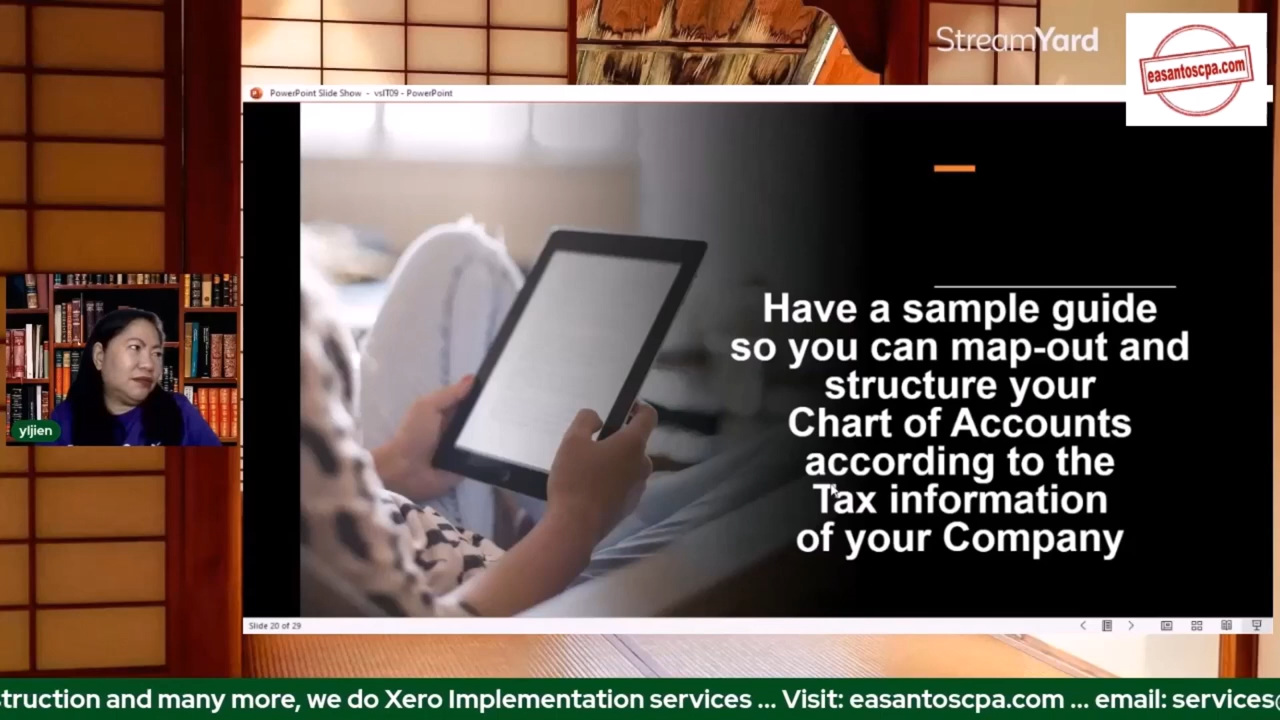 StreamYard
easantoscpa.com
PowerPoint Slide Show - vsIT09 - PowerPoint
Have a sample guide
so you can map-out and
structure your
Chart of Accounts
according to the
Tax information
of your Company
yljien
Slide 20 of 29
truction and many more, we do Xero Implementation services ... Visit: easantoscpa.com ... email: services